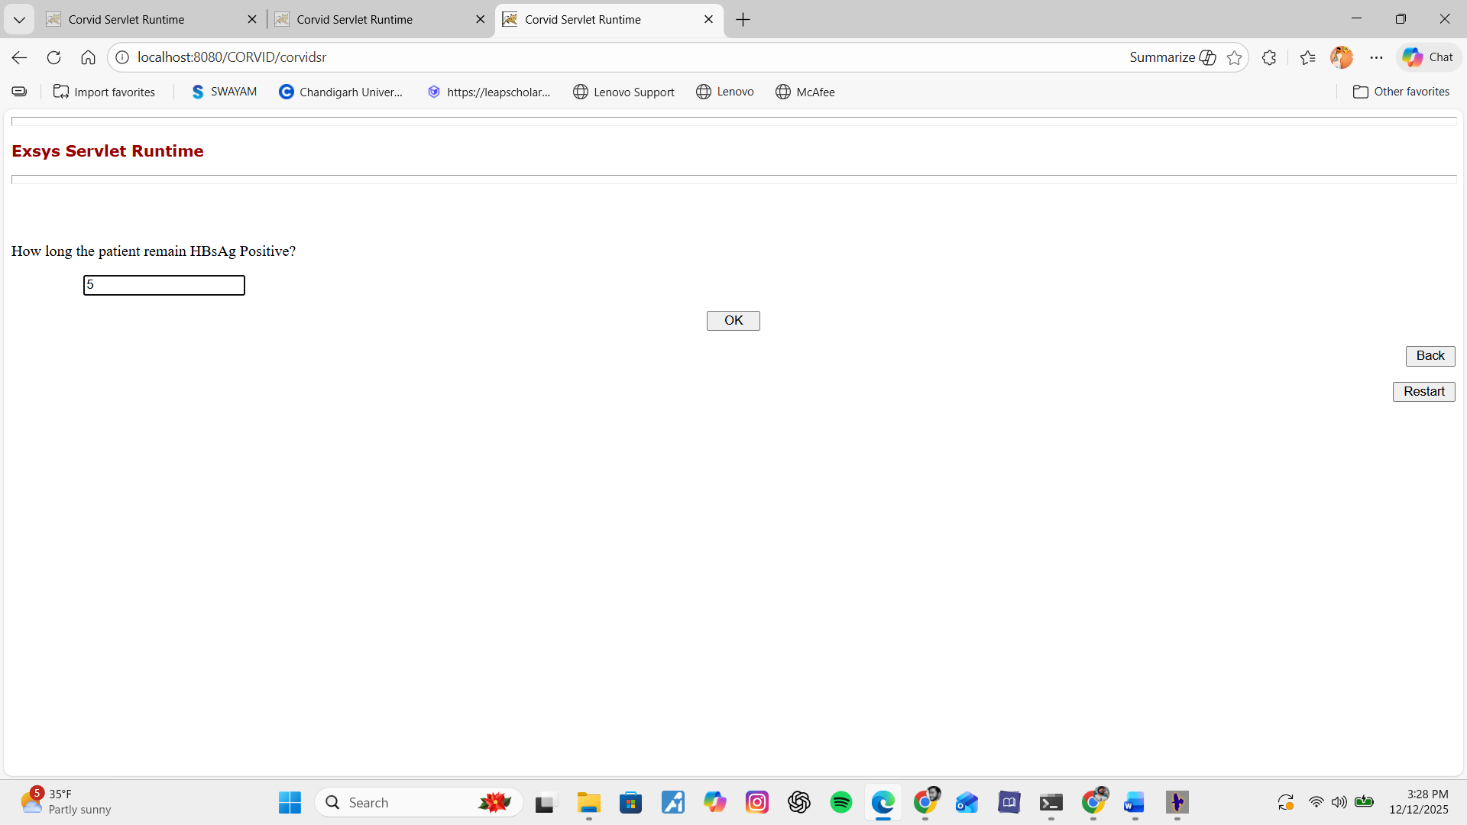 Corvid Servlet Runtime
Corvid Servlet Runtime
Corvid Servlet Runtime
localhost:8080/CORVID/corvidsr
Summarize
Chat
Import favorites
SWAYAM
Chandigarh Univer...
https://leapscholar...
Lenovo Support
Lenovo
McAfee
Other favorites
Exsys Servlet Runtime
How long the patient remain HBsAg Positive?
5
OK
Back
Restart
5
35°F
Partly sunny
Search
3:28 PM
12/12/2025